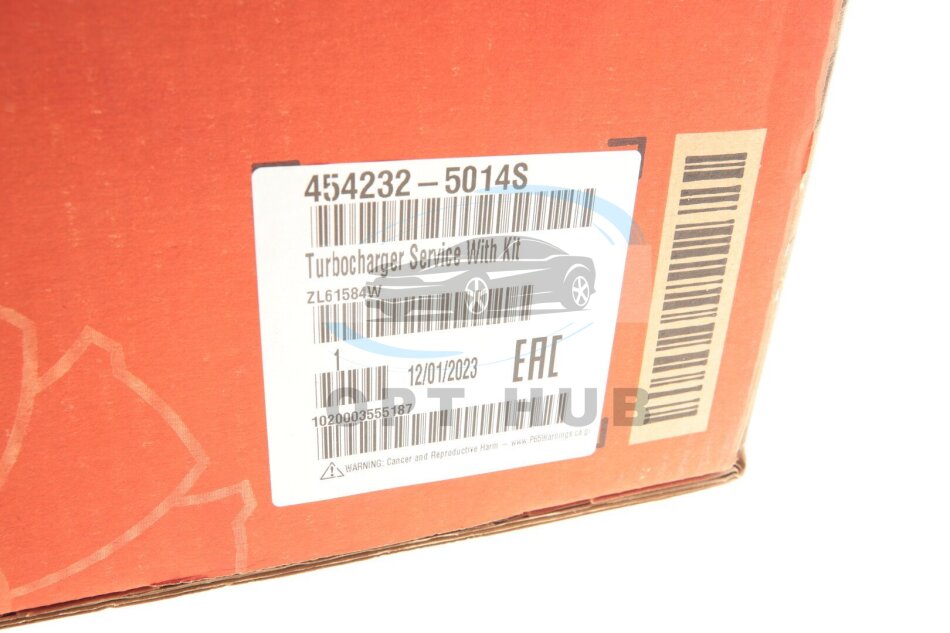 454232-5014S
Turbocharger Service With Kit
ZL61584W
1
12/01/2023
EAC
OPT HUB
1020003555187
WARNING: Cancer and Reproductive Harm - www.P65Warnings.ca.gov